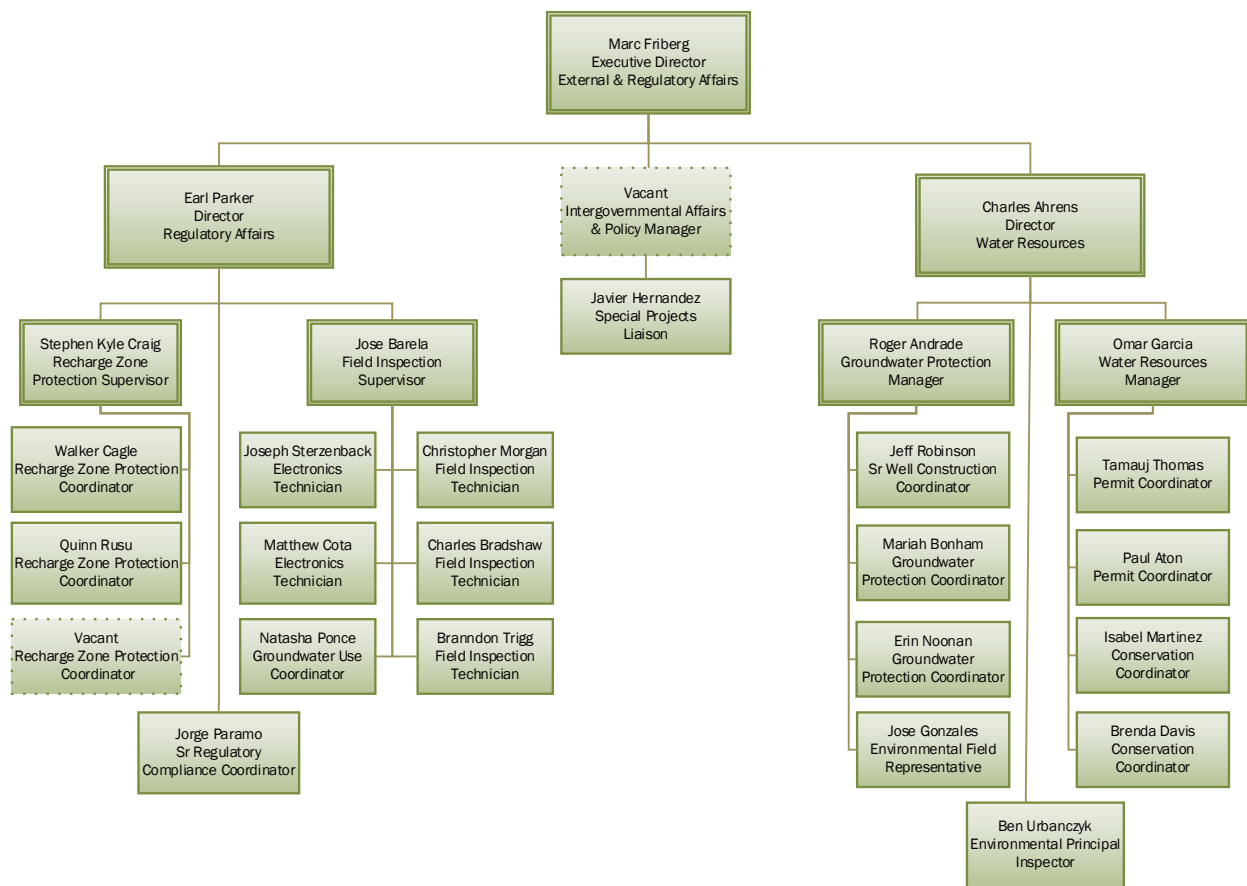 Marc Friberg
Executive Director
External & Regulatory Affairs
Earl Parker
Director
Regulatory Affairs
Vacant
Intergovernmental Affairs
& Policy Manager
Charles Ahrens
Director
Water Resources
Javier Hernandez
Special Projects
Liaison
Stephen Kyle Craig
Recharge Zone
Protection Supervisor
Jose Barela
Field Inspection
Supervisor
Roger Andrade
Groundwater Protection
Manager
Omar Garcia
Water Resources
Manager
Walker Cagle
Recharge Zone Protection
Coordinator
Quinn Rusu
Recharge Zone Protection
Coordinator
Vacant
Recharge Zone Protection
Coordinator
Joseph Sterzenback
Electronics
Technician
Christopher Morgan
Field Inspection
Technician
Matthew Cota
Electronics
Technician
Charles Bradshaw
Field Inspection
Technician
Natasha Ponce
Groundwater Use
Coordinator
Branndon Trigg
Field Inspection
Technician
Jorge Paramo
Sr Regulatory
Compliance Coordinator
Jeff Robinson
Sr Well Construction
Coordinator
Mariah Bonham
Groundwater
Protection Coordinator
Erin Noonan
Groundwater
Protection Coordinator
Jose Gonzales
Environmental Field
Representative
Tamauj Thomas
Permit Coordinator
Paul Aton
Permit Coordinator
Isabel Martinez
Conservation
Coordinator
Brenda Davis
Conservation
Coordinator
Ben Urbanczyk
Environmental Principal
Inspector